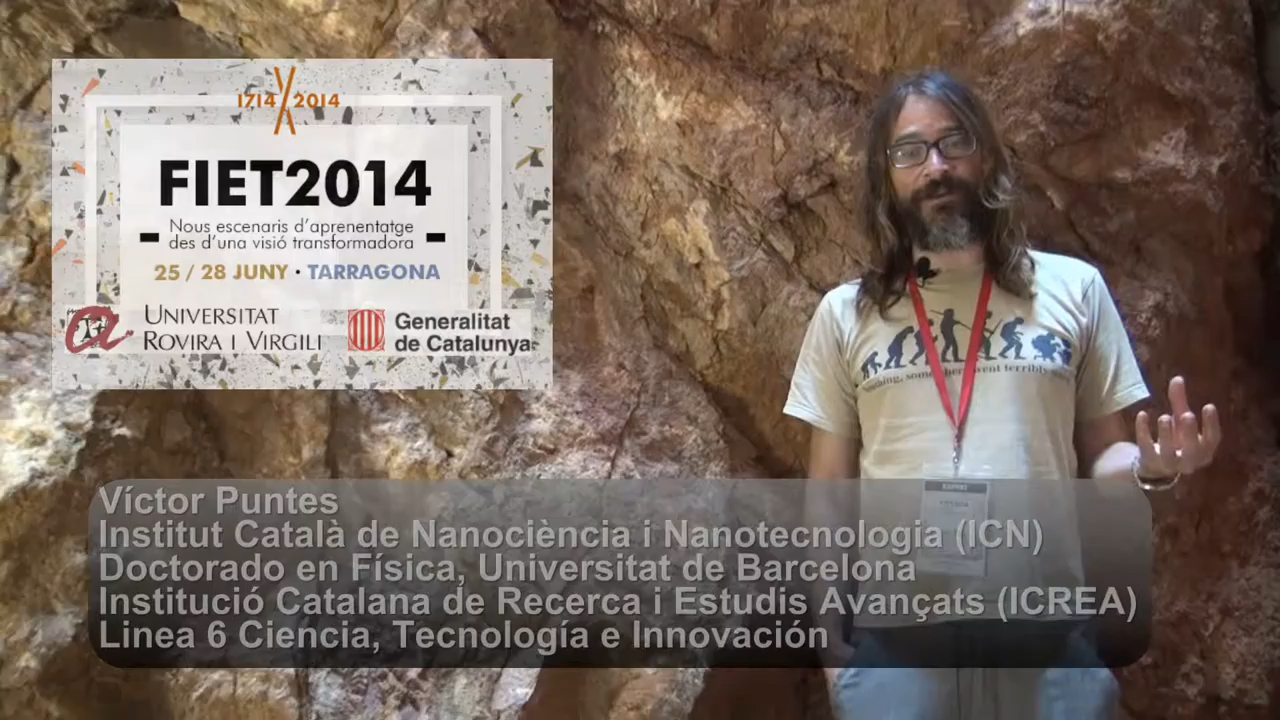 1714 2014
FIET2014
Nous escenaris d'aprenentatge
des d'una visió transformadora
25 / 28 JUNY · TARRAGONA
UNIVERSITAT
ROVIRA I VIRGILI
Generalitat
de Catalunya
went terribly
Víctor Puntes
Institut Català de Nanociència i Nanotecnologia (ICN)
Doctorado en Física, Universitat de Barcelona
Institució Catalana de Recerca i Estudis Avançats (ICREA)
Linea 6 Ciencia, Tecnología e Innovación